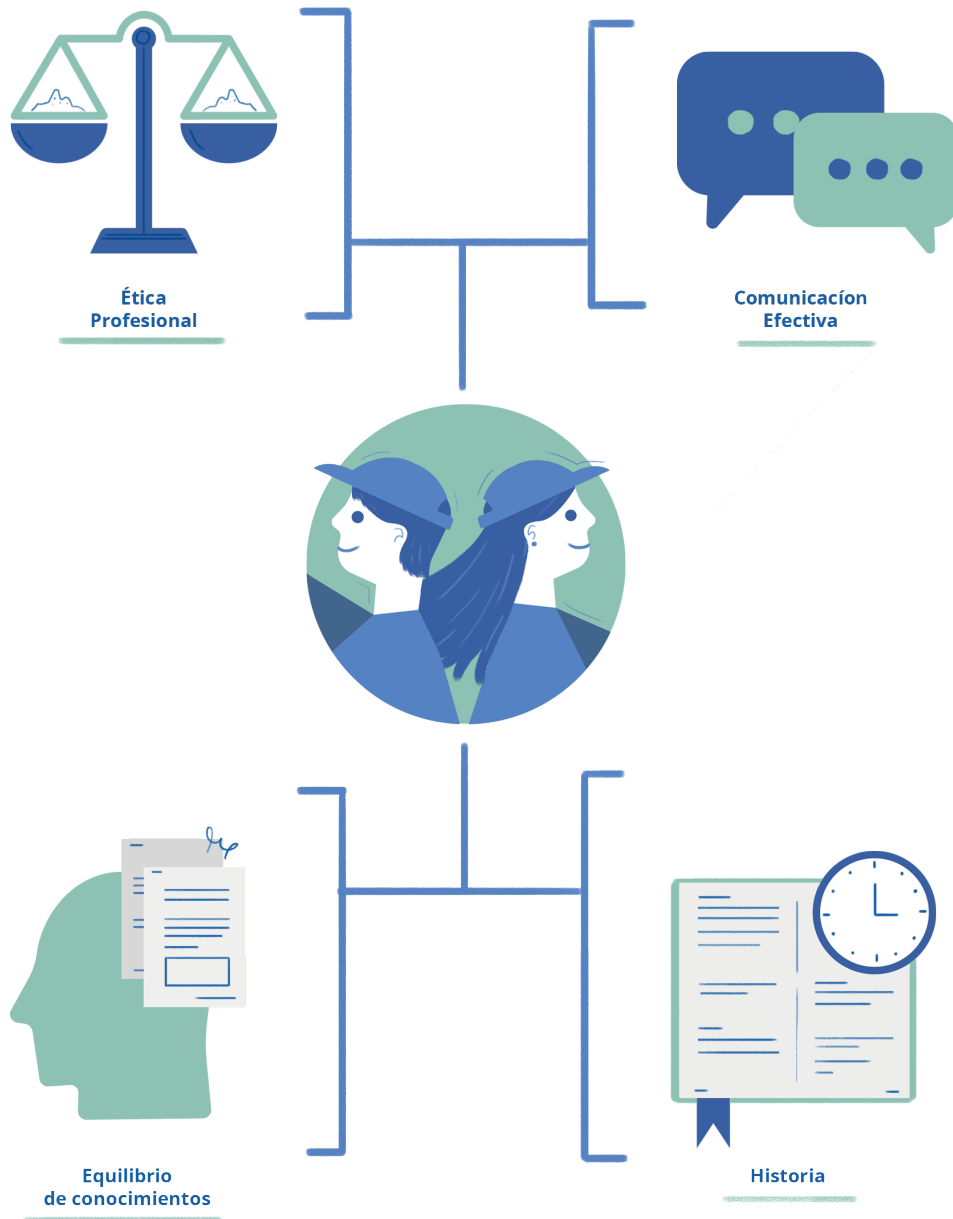 Ética
Profesional
Comunicacíon
Efectiva
Equilibrio
de conocimientos
Historia